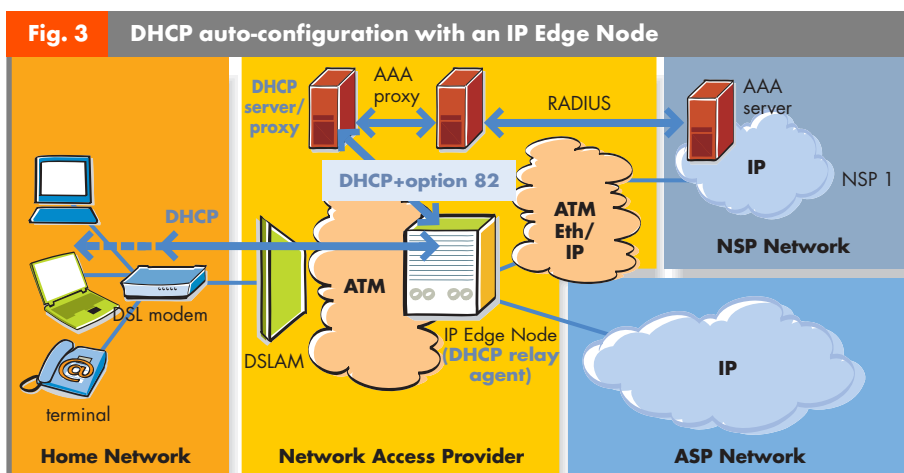 Fig. 3 DHCP auto-configuration with an IP Edge Node
DHCP
server/
proxy
AAA
proxy
RADIUS
AAA
server
IP
NSP 1
NSP Network
DHCP+option 82
ATM
Eth/
IP
DHCP
ATM
DSL modem
DSLAM
IP Edge Node
(DHCP relay
agent)
@
terminal
IP
Home Network
Network Access Provider
ASP Network